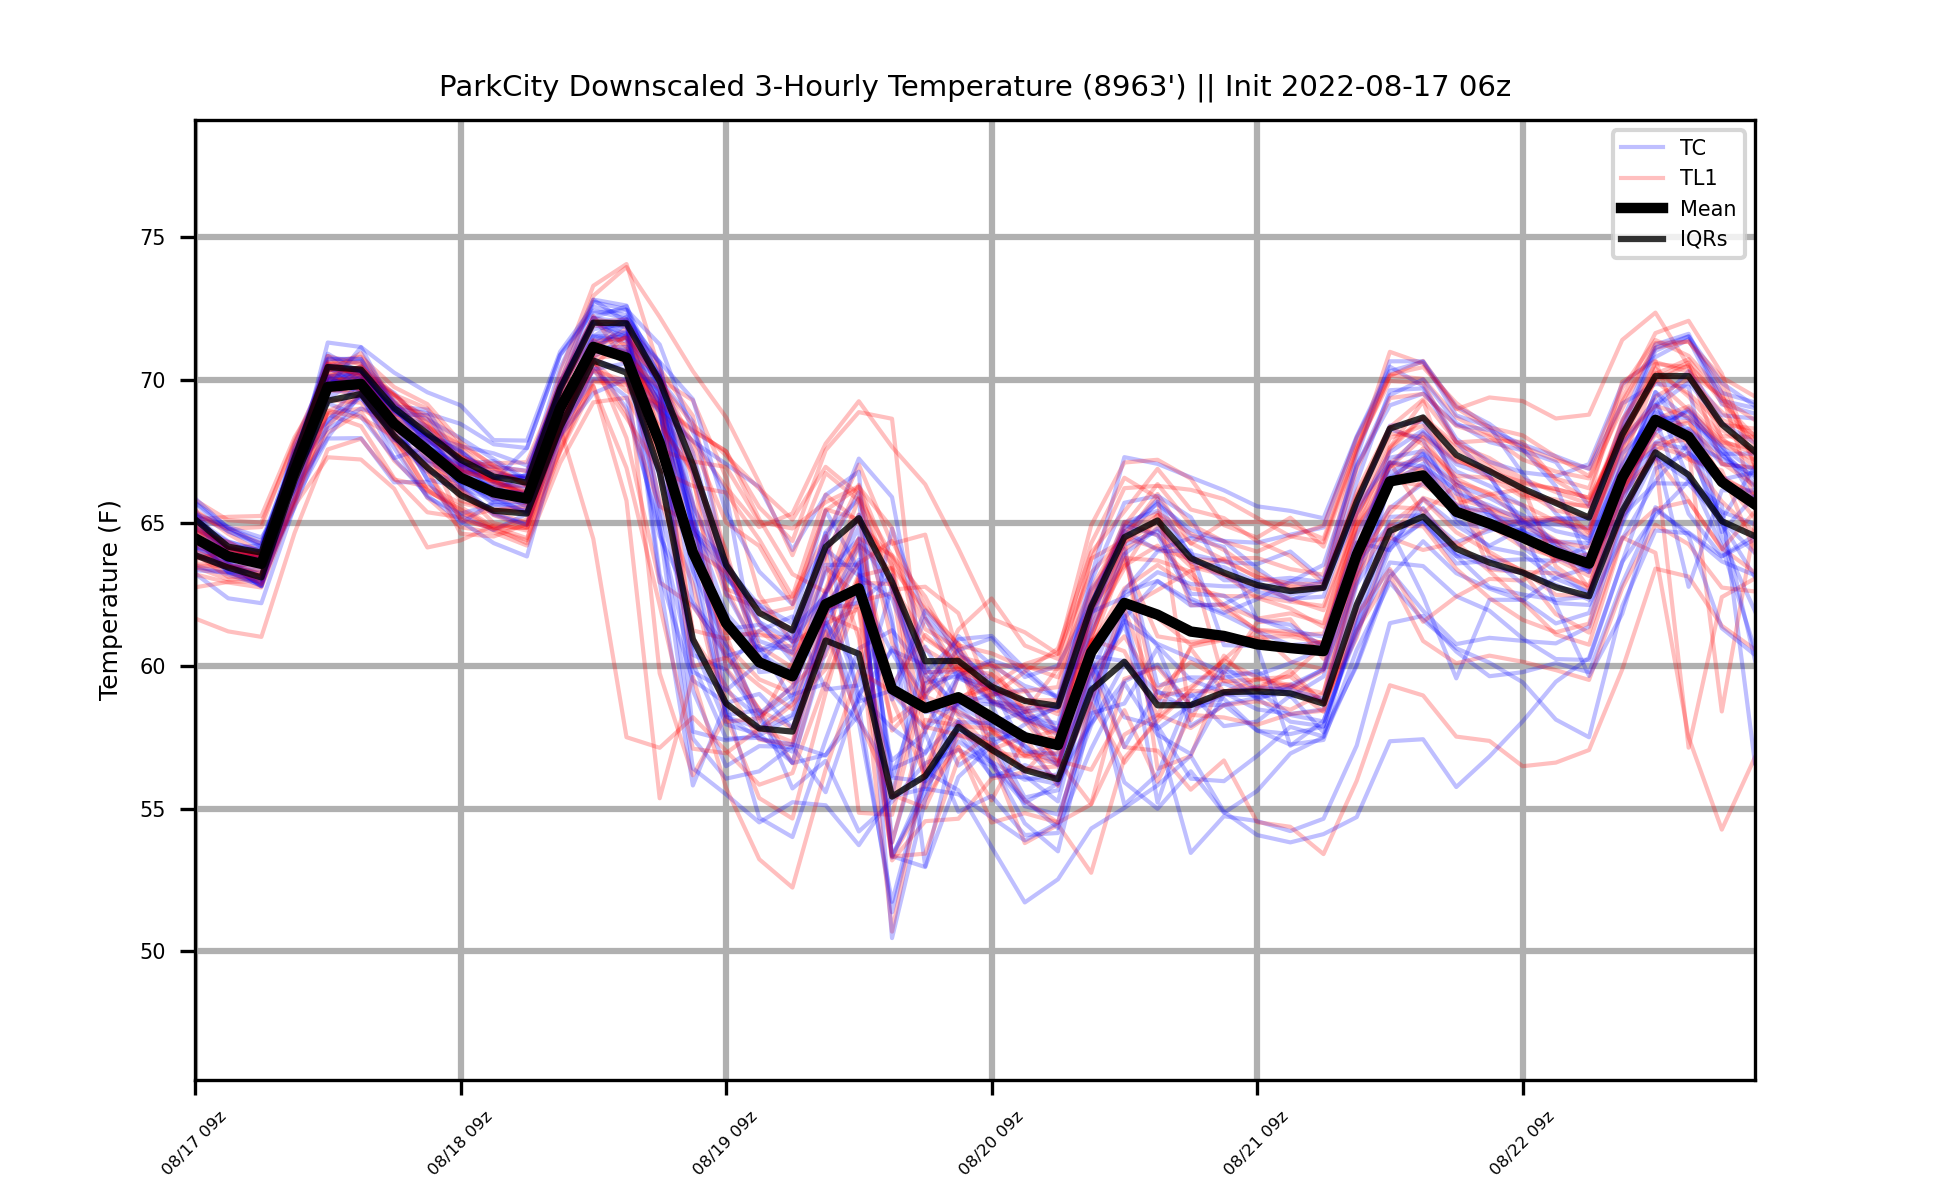 ParkCity Downscaled 3-Hourly Temperature (8963') || Init 2022-08-17 06z
TC
TL1
Mean
IQRs
Temperature (F)
75
70
65
60
55
50
08/17 09z
08/18 09z
08/19 09z
08/20 09z
08/21 09z
08/22 09z